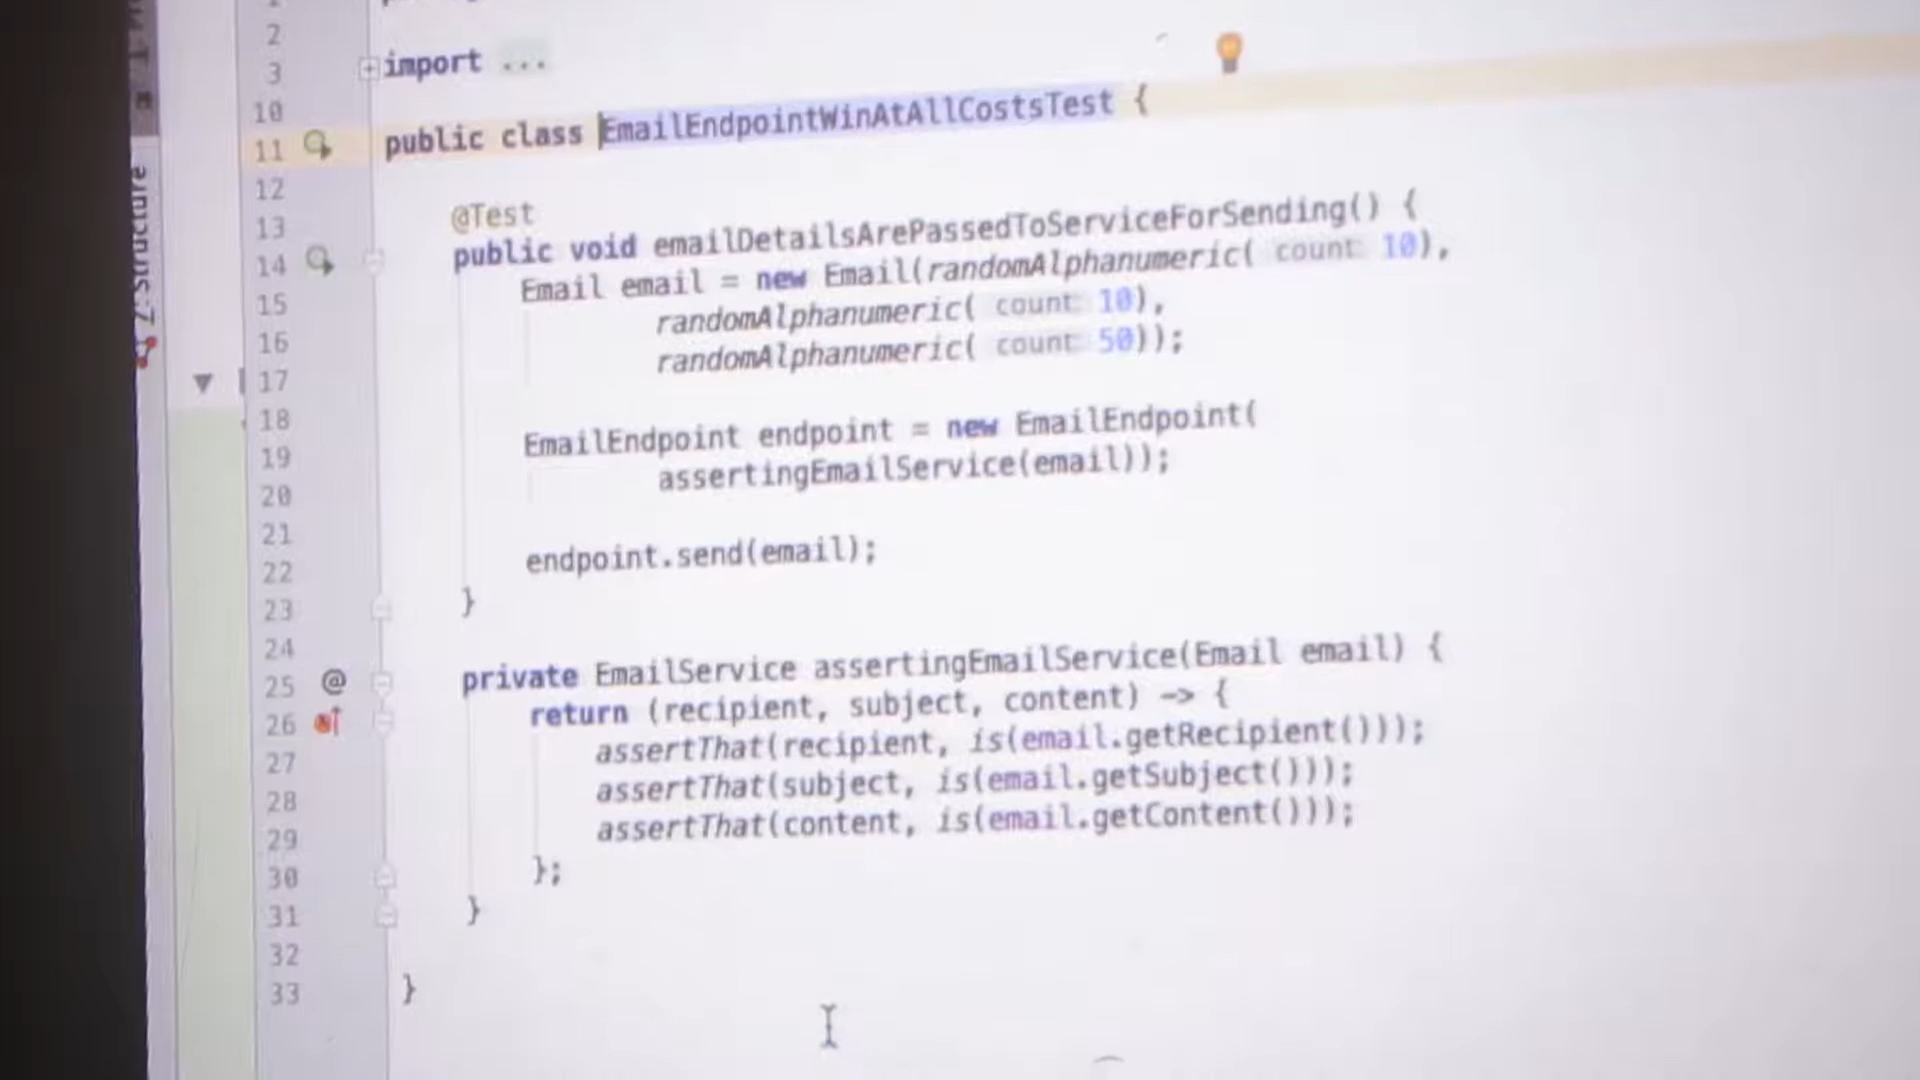 2
3
import ...
10
11
public class EmailEndpointWinAtAllCostsTest {
12
13
@Test
14
public void emailDetailsArePassedToServiceForSending() {
15
Email email = new Email(randomAlphanumeric( count: 10),
16
randomAlphanumeric( count: 10),
17
randomAlphanumeric( count: 50));
18
19
EmailEndpoint endpoint = new EmailEndpoint(
20
assertingEmailService(email));
21
22
endpoint.send(email);
23
}
24
25
@
private EmailService assertingEmailService(Email email) {
26
return (recipient, subject, content) -> {
27
assertThat(recipient, is(email.getRecipient()));
28
assertThat(subject, is(email.getSubject()));
29
assertThat(content, is(email.getContent()));
30
};
31
}
32
33
}
Z: Structure